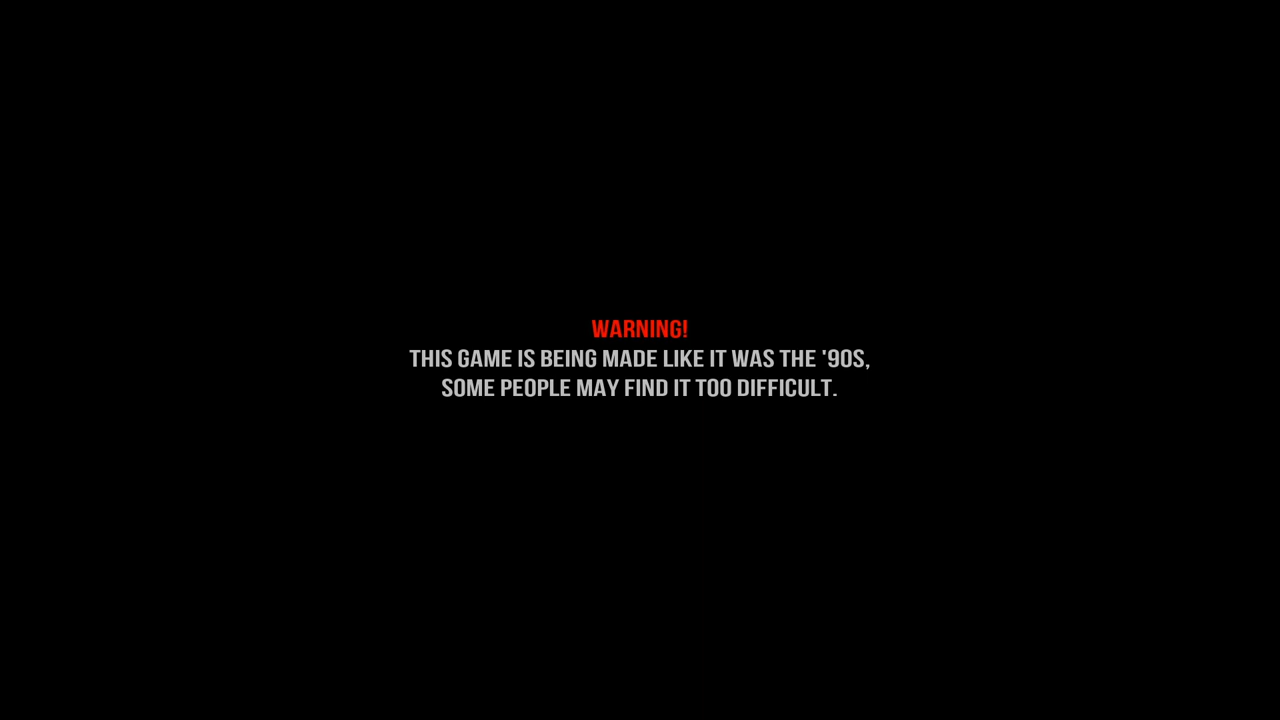 WARNING!
THIS GAME IS BEING MADE LIKE IT WAS THE '90S,
SOME PEOPLE MAY FIND IT TOO DIFFICULT.